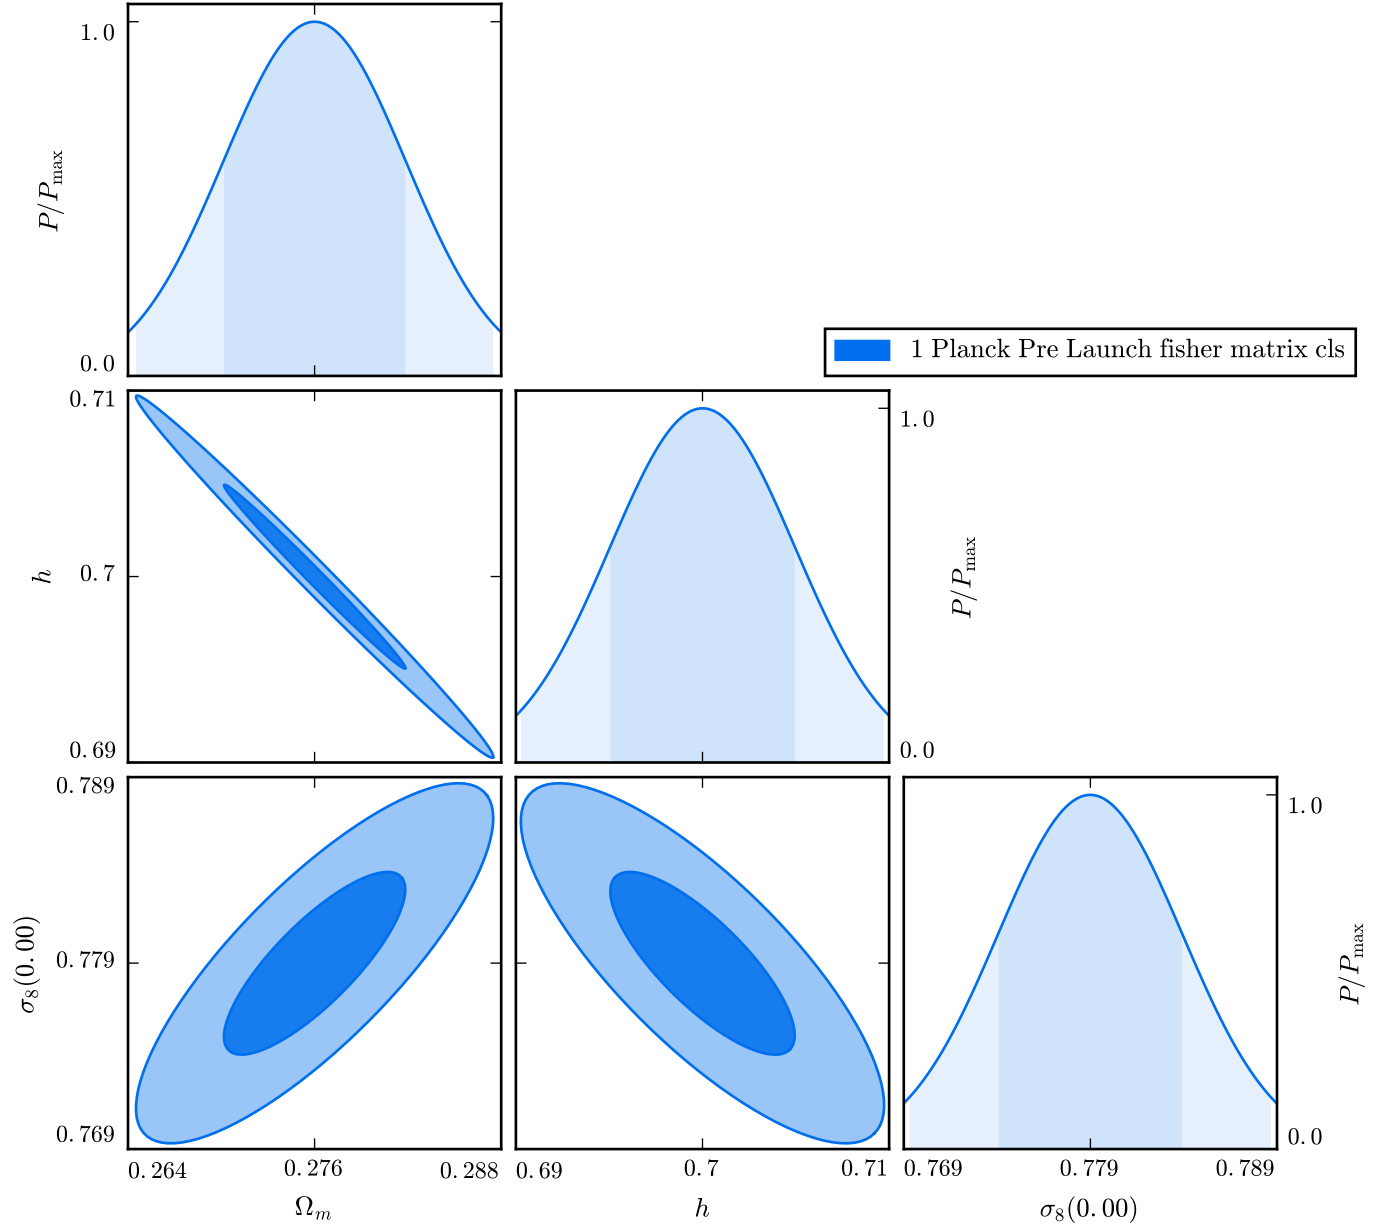 1.0
P/P_max
0.0
1 Planck Pre Launch fisher matrix cls
0.71
h
0.7
0.69
1.0
P/P_max
0.0
0.789
σ_8(0.00)
0.779
0.769
1.0
P/P_max
0.0
0.264 0.276 0.288
0.69 0.7 0.71
0.769 0.779 0.789
Ω_m
h
σ_8(0.00)